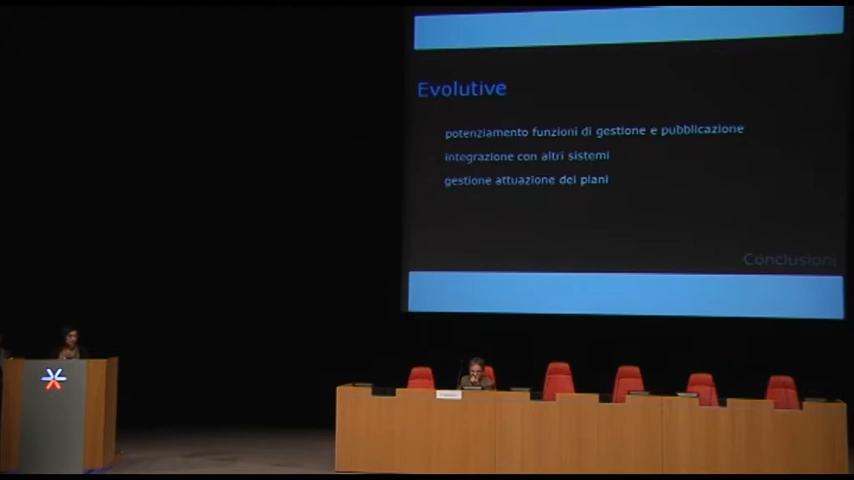 Evolutive
potenziamento funzioni di gestione e pubblicazione
integrazione con altri sistemi
gestione attuazione dei piani
Conclusioni